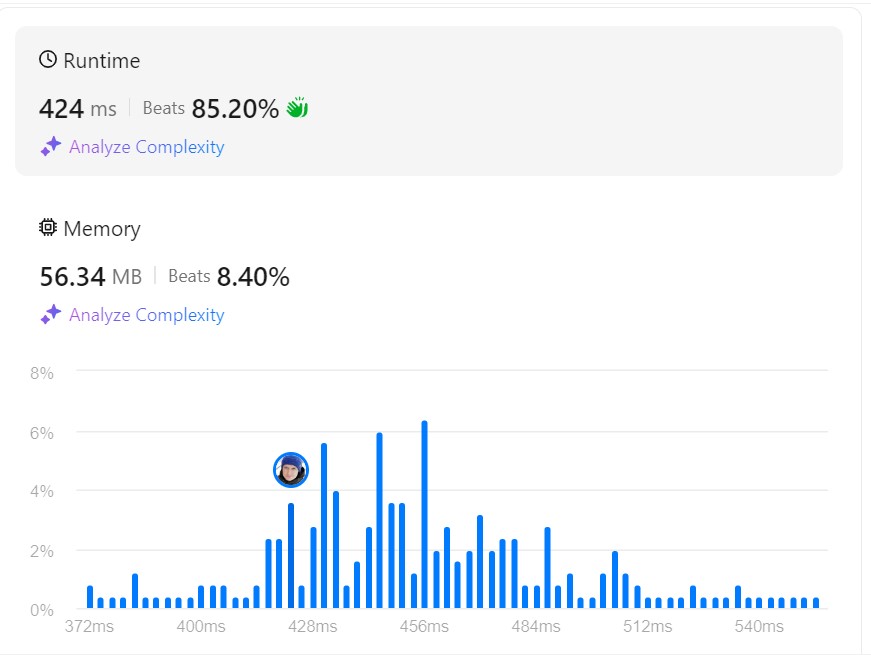 Runtime
424 ms Beats 85.20%
Analyze Complexity
Memory
56.34 MB Beats 8.40%
Analyze Complexity
8%
6%
4%
2%
0%
372ms 400ms 428ms 456ms 484ms 512ms 540ms